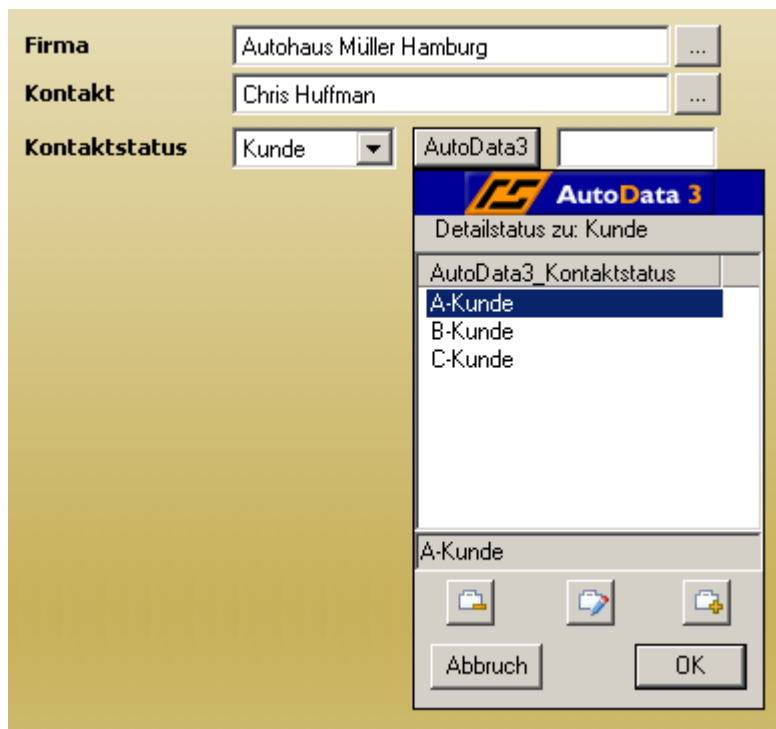 Firma Autohaus Müller Hamburg ...
Kontakt Chris Huffman ...
Kontaktstatus Kunde AutoData3
AutoData 3
Detailstatus zu: Kunde
AutoData3_Kontaktstatus
A-Kunde
B-Kunde
C-Kunde
A-Kunde
Abbruch OK